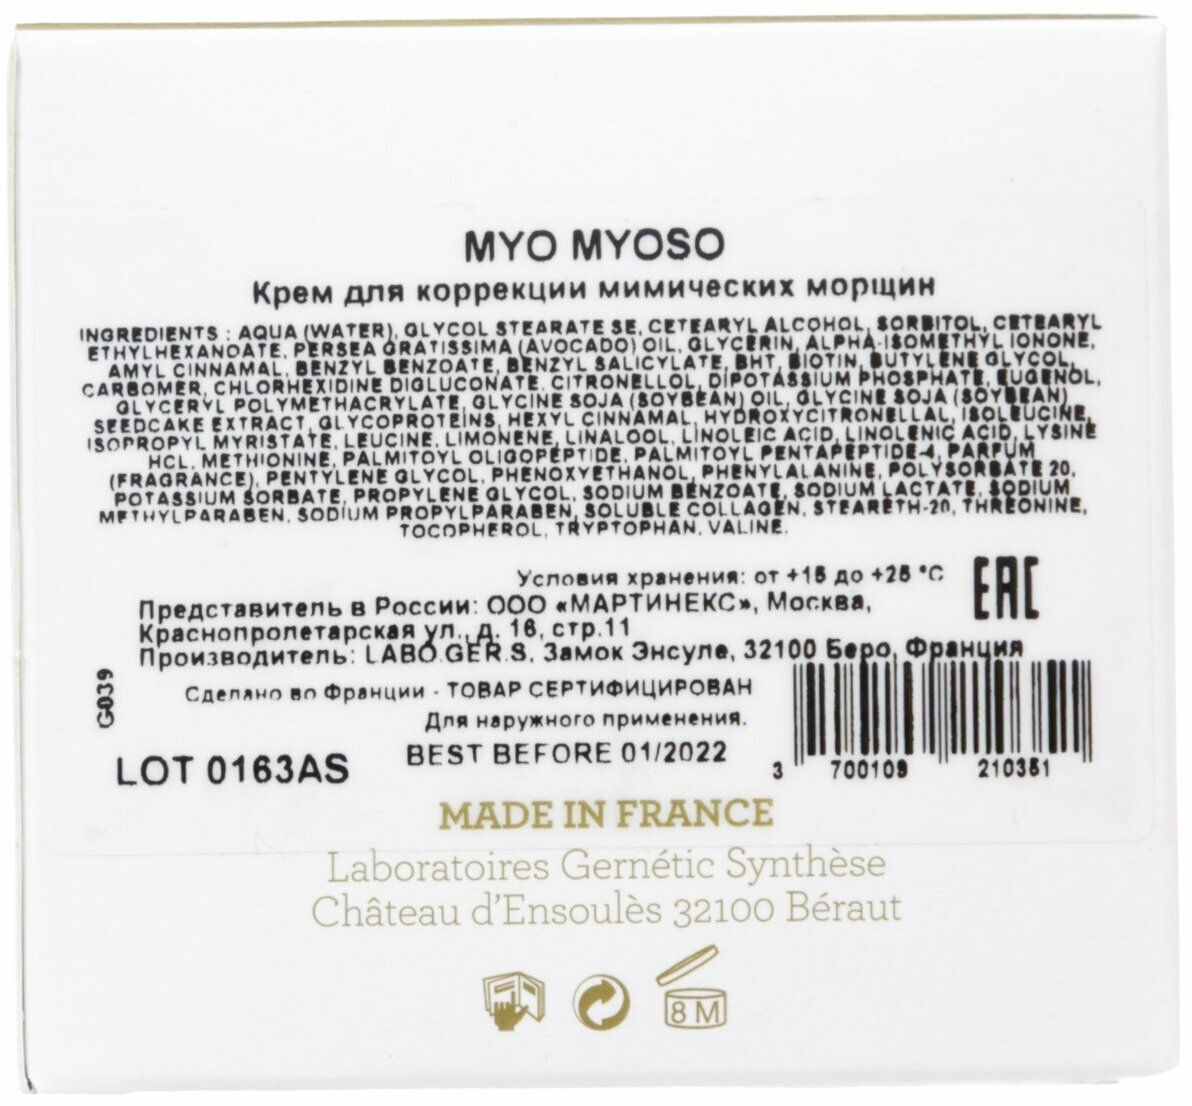 MYO MYOSO
Крем для коррекции мимических морщин
INGREDIENTS : AQUA (WATER), GLYCOL STEARATE SE, CETEARYL ALCOHOL, SORBITOL, CETEARYL
ETHYLHEXANOATE, PERSEA GRATISSIMA (AVOCADO) OIL, GLYCERIN, ALPHA-ISOMETHYL IONONE,
AMYL CINNAMAL, BENZYL BENZOATE, BENZYL SALICYLATE, BHT, BIOTIN, BUTYLENE GLYCOL,
CARBOMER, CHLORHEXIDINE DIGLUCONATE, CITRONELLOL, DIPOTASSIUM PHOSPHATE, EUGENOL,
GLYCERYL POLYMETHACRYLATE, GLYCINE SOJA (SOYBEAN) OIL, GLYCINE SOJA (SOYBEAN)
SEEDCAKE EXTRACT, GLYCOPROTEINS, HEXYL CINNAMAL, HYDROXYCITRONELLAL, ISOLEUCINE,
ISOPROPYL MYRISTATE, LEUCINE, LIMONENE, LINALOOL, LINOLEIC ACID, LINOLENIC ACID, LYSINE
HCL, METHIONINE, PALMITOYL OLIGOPEPTIDE, PALMITOYL PENTAPEPTIDE-4, PARFUM
(FRAGRANCE), PENTYLENE GLYCOL, PHENOXYETHANOL, PHENYLALANINE, POLYSORBATE 20,
POTASSIUM SORBATE, PROPYLENE GLYCOL, SODIUM BENZOATE, SODIUM LACTATE, SODIUM
METHYLPARABEN, SODIUM PROPYLPARABEN, SOLUBLE COLLAGEN, STEARETH-20, THREONINE,
TOCOPHEROL, TRYPTOPHAN, VALINE.
Условия хранения: от +15 до +25 °C
EAC
Представитель в России: ООО «МАРТИНЕКС», Москва,
Краснопролетарская ул., д. 16, стр.11
Производитель: LABO.GER.S, Замок Энсуле, 32100 Беро, Франция
G039
Сделано во Франции - ТОВАР СЕРТИФИЦИРОВАН
Для наружного применения.
LOT 0163AS
BEST BEFORE 01/2022
3 700109 210351
MADE IN FRANCE
Laboratoires Gernétic Synthèse
Château d'Ensoulès 32100 Béraut
8 M